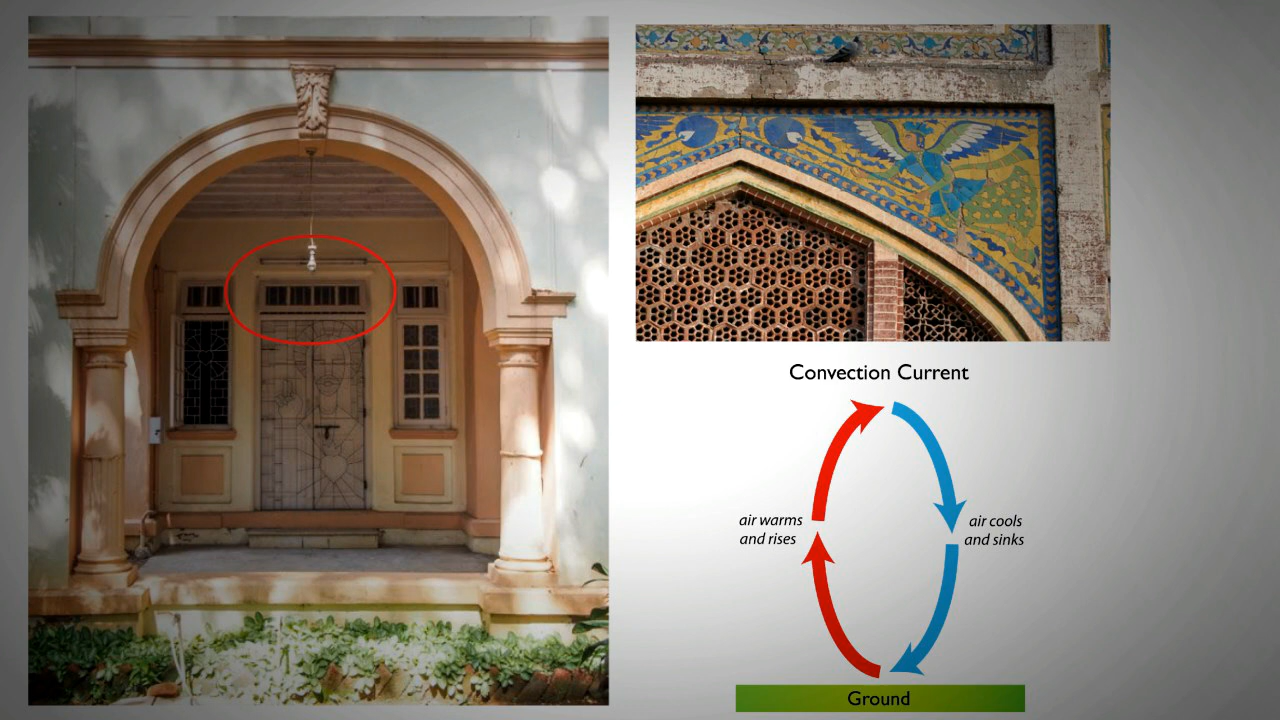 Convection Current
air warms
and rises
air cools
and sinks
Ground